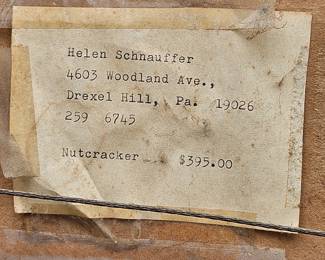 Helen Schnauffer
4603 Woodland Ave.,
Drexel Hill, Pa. 19026
259 6745
Nutcracker $395.00